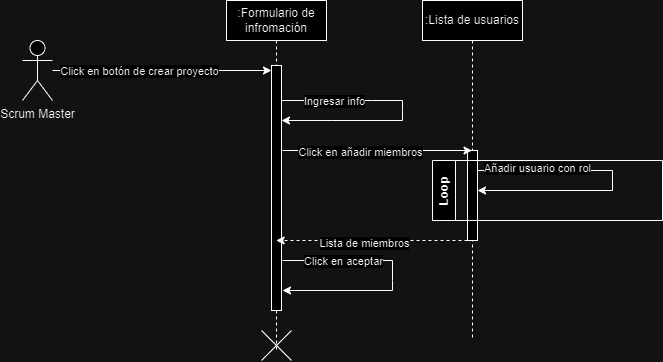 :Formulario de
infromación
:Lista de usuarios
Click en botón de crear proyecto
Scrum Master
Ingresar info
Click en añadir miembros
Añadir usuario con rol
Loop
Lista de miembros
Click en aceptar